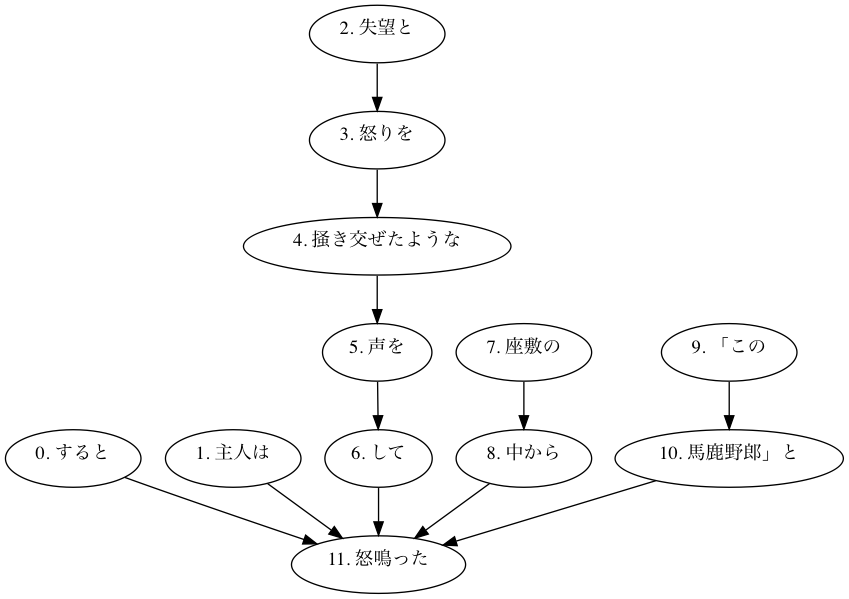 2. 失望と
3. 怒りを
4. 掻き交ぜたような
5. 声を
7. 座敷の
9. 「この
0. すると
1. 主人は
6. して
8. 中から
10. 馬鹿野郎」と
11. 怒鳴った